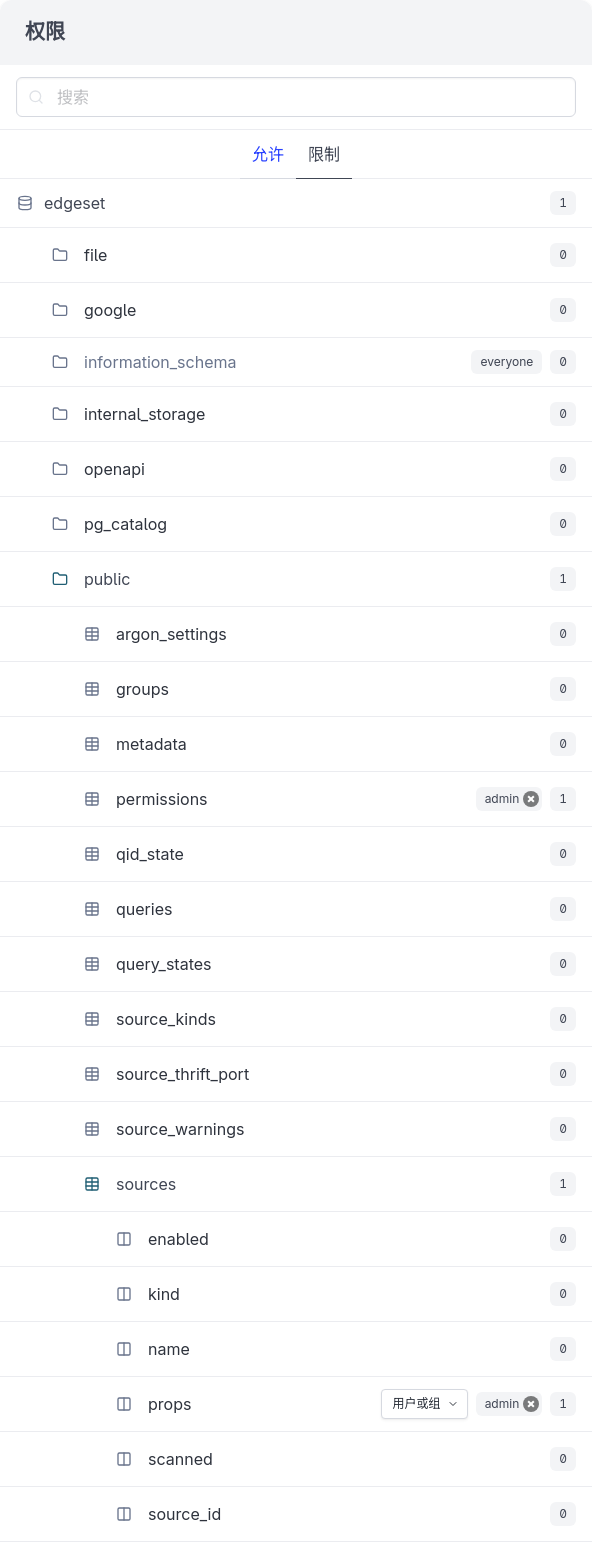 权限
搜索
允许 限制
edgeset 1
file 0
google 0
information_schema everyone 0
internal_storage 0
openapi 0
pg_catalog 0
public 1
argon_settings 0
groups 0
metadata 0
permissions admin 1
qid_state 0
queries 0
query_states 0
source_kinds 0
source_thrift_port 0
source_warnings 0
sources 1
enabled 0
kind 0
name 0
props 用户或组 admin 1
scanned 0
source_id 0